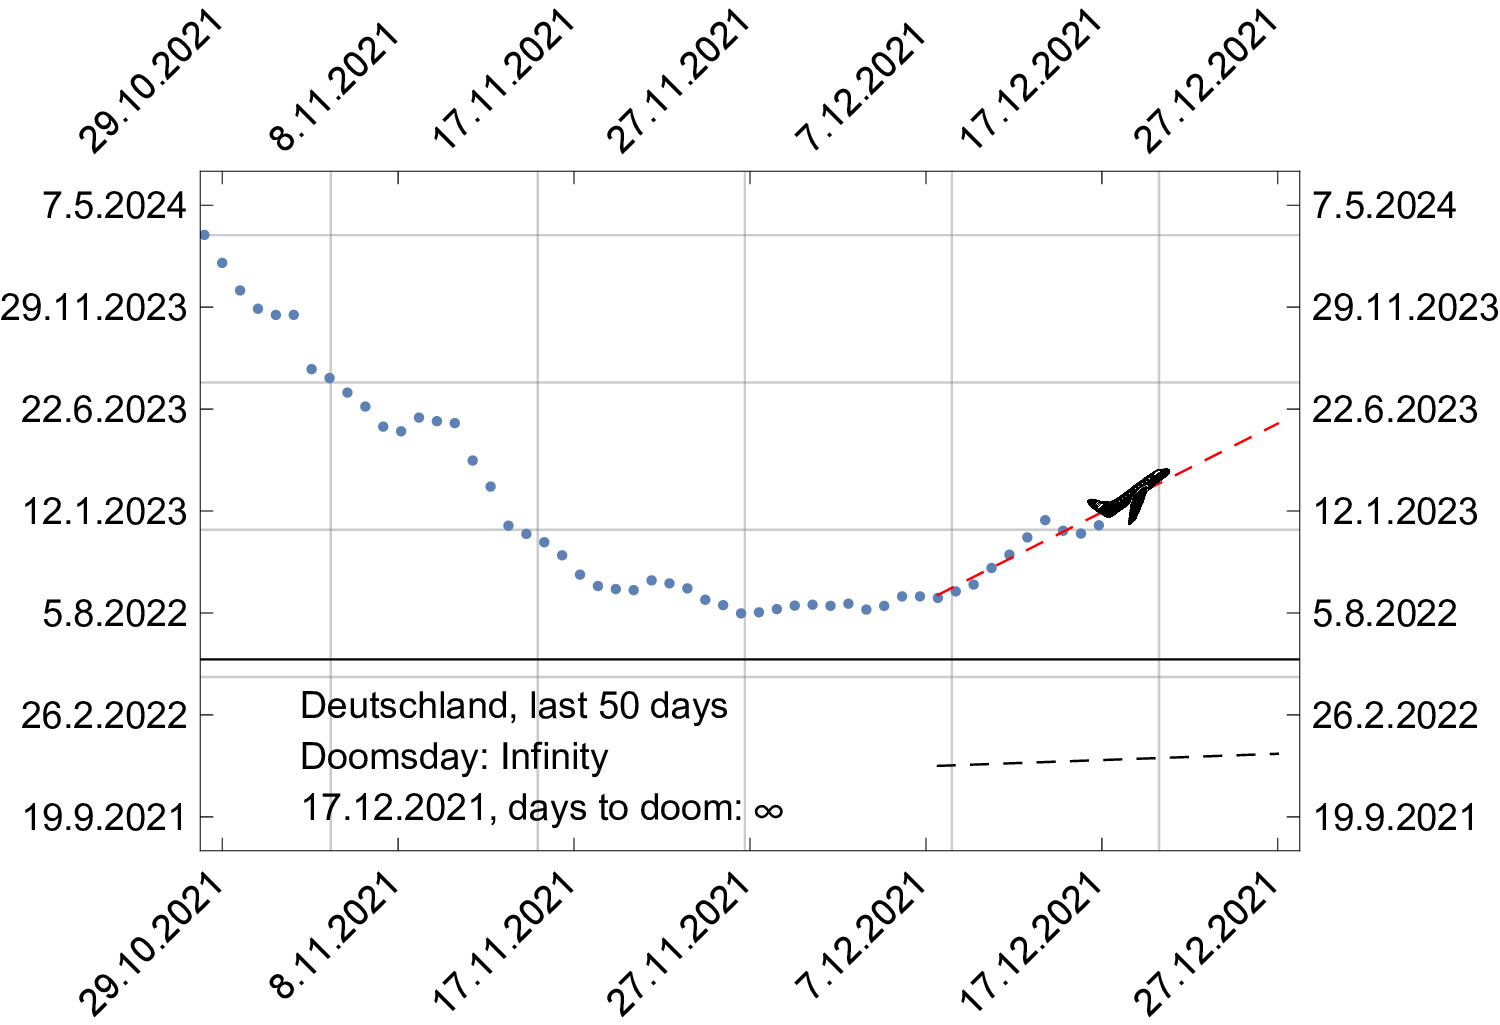 29.10.2021 8.11.2021 17.11.2021 27.11.2021 7.12.2021 17.12.2021 27.12.2021
7.5.2024 7.5.2024
29.11.2023 29.11.2023
22.6.2023 22.6.2023
12.1.2023 12.1.2023
5.8.2022 5.8.2022
Deutschland, last 50 days
26.2.2022 26.2.2022
Doomsday: Infinity
17.12.2021, days to doom: ∞
19.9.2021 19.9.2021
29.10.2021 8.11.2021 17.11.2021 27.11.2021 7.12.2021 17.12.2021 27.12.2021